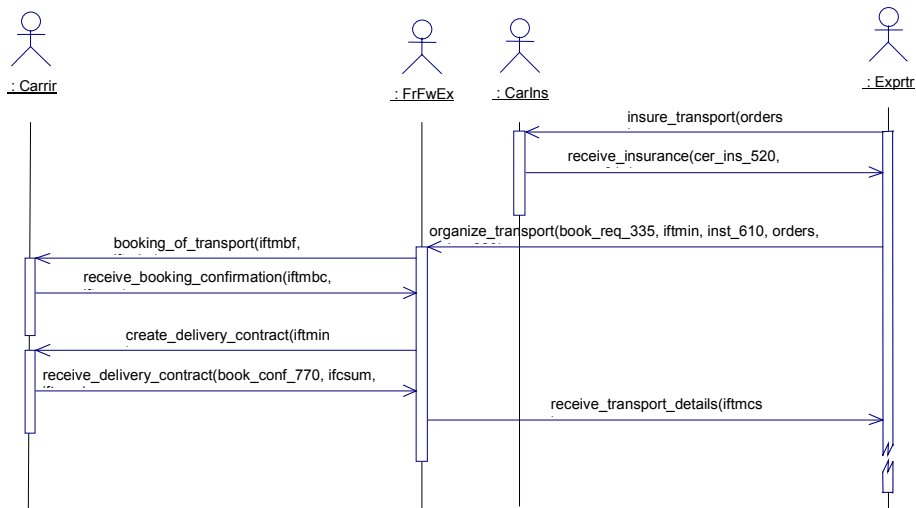 : Carrir
: FrFwEx
: CarIns
: Exprtr
insure_transport(orders
receive_insurance(cer_ins_520,
organize_transport(book_req_335, iftmin, inst_610, orders,
booking_of_transport(iftmbf,
receive_booking_confirmation(iftmbc,
create_delivery_contract(iftmin
receive_delivery_contract(book_conf_770, ifcsum,
receive_transport_details(iftmcs